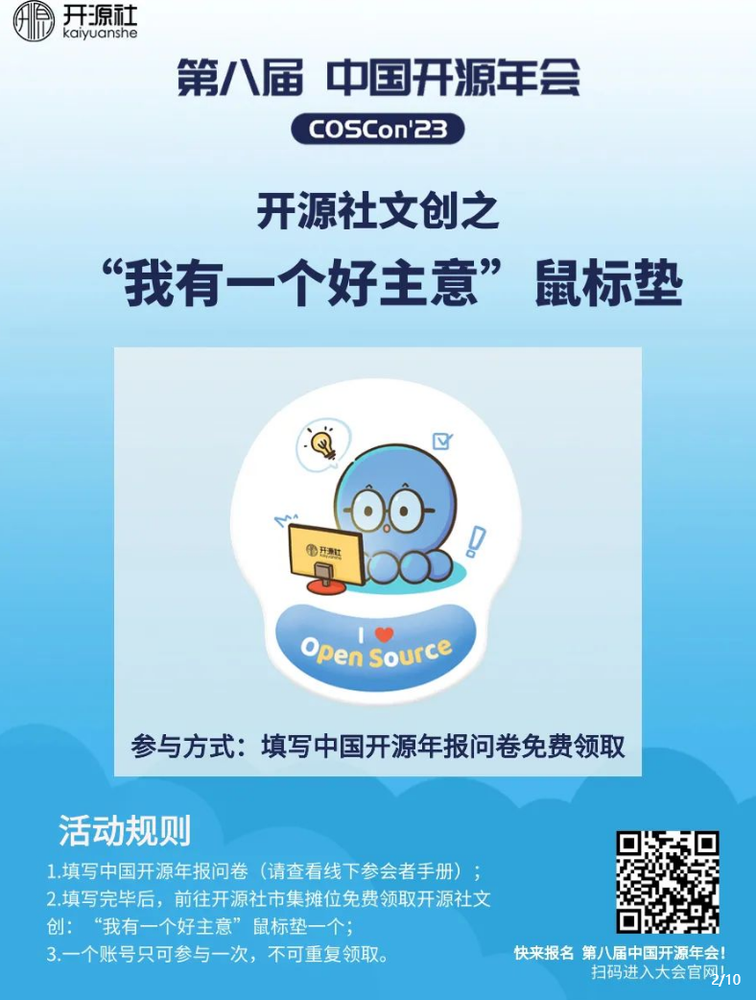 开源社
kaiyuanshe
第八届 中国开源年会
COSCon'23
开源社文创之
“我有一个好主意”鼠标垫
开源社
kaiyuanshe
I
Open Source
参与方式：填写中国开源年报问卷免费领取
活动规则
1.填写中国开源年报问卷（请查看线下参会者手册）；
2.填写完毕后，前往开源社市集摊位免费领取开源社文
创：“我有一个好主意”鼠标垫一个；
3.一个账号只可参与一次，不可重复领取。
快来报名 第八届中国开源年会！
扫码进入大会官网！
2/10